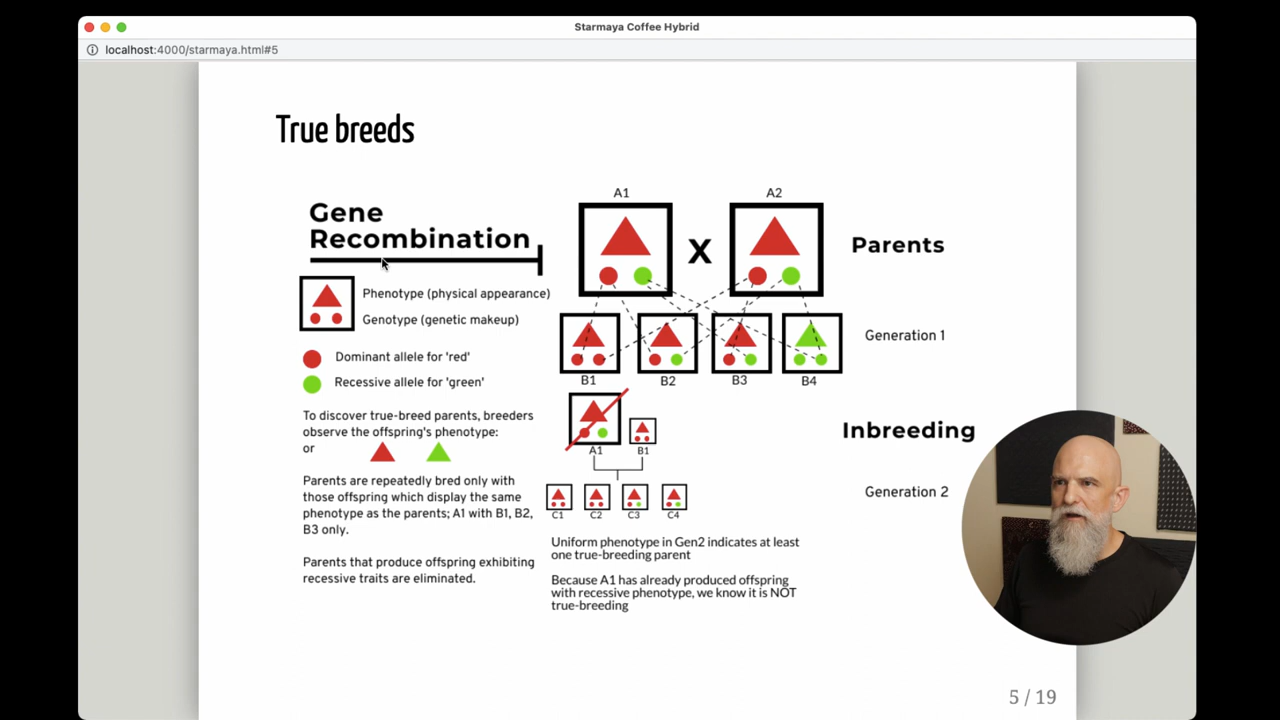 Starmaya Coffee Hybrid
localhost:4000/starmaya.html#5
True breeds
Gene
Recombination
Phenotype (physical appearance)
Genotype (genetic makeup)
Dominant allele for 'red'
Recessive allele for 'green'
To discover true-breed parents, breeders
observe the offspring's phenotype:
or
Parents are repeatedly bred only with
those offspring which display the same
phenotype as the parents; A1 with B1, B2,
B3 only.
Parents that produce offspring exhibiting
recessive traits are eliminated.
A1
A2
X
Parents
Generation 1
B1
B2
B3
B4
Inbreeding
A1
B1
Generation 2
C1
C2
C3
C4
Uniform phenotype in Gen2 indicates at least
one true-breeding parent
Because A1 has already produced offspring
with recessive phenotype, we know it is NOT
true-breeding
5 / 19